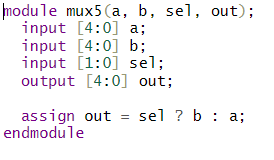 module mux5(a, b, sel, out);
  input [4:0] a;
  input [4:0] b;
  input [1:0] sel;
  output [4:0] out;

  assign out = sel ? b : a;
endmodule